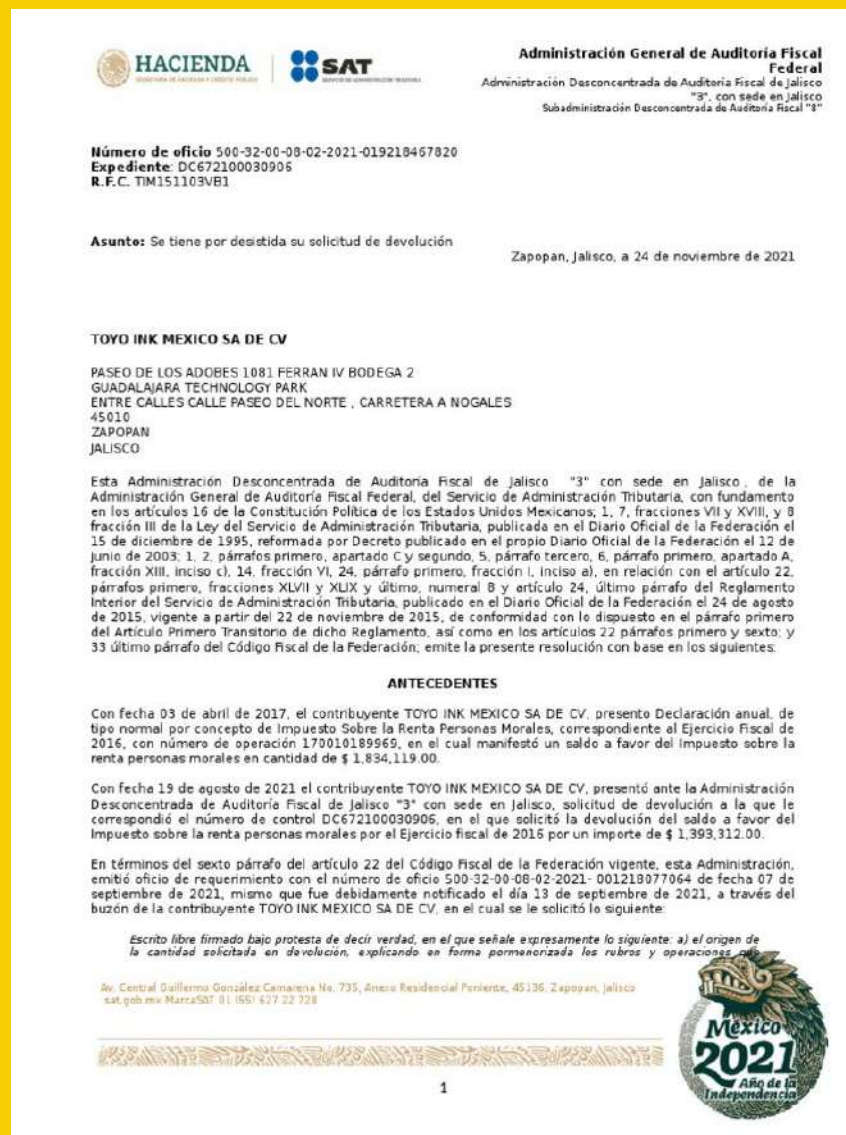 HACIENDA
SECRETARÍA DE HACIENDA Y CRÉDITO PÚBLICO
SAT
SERVICIO DE ADMINISTRACIÓN TRIBUTARIA
Administración General de Auditoría Fiscal
Federal
Administración Desconcentrada de Auditoría Fiscal de Jalisco
"3", con sede en Jalisco
Subadministración Desconcentrada de Auditoría Fiscal "8"
Número de oficio 500-32-00-08-02-2021-019218467820
Expediente: DC672100030906
R.F.C. TIM151103VB1
Asunto: Se tiene por desistida su solicitud de devolución
Zapopan, Jalisco, a 24 de noviembre de 2021
TOYO INK MEXICO SA DE CV
PASEO DE LOS ADOBES 1081 FERRAN IV BODEGA 2
GUADALAJARA TECHNOLOGY PARK
ENTRE CALLES CALLE PASEO DEL NORTE , CARRETERA A NOGALES
45010
ZAPOPAN
JALISCO
Esta Administración Desconcentrada de Auditoría Fiscal de Jalisco "3" con sede en Jalisco, de la
Administración General de Auditoría Fiscal Federal, del Servicio de Administración Tributaria, con fundamento
en los artículos 16 de la Constitución Política de los Estados Unidos Mexicanos; 1, 7, fracciones VII y XVIII, y 8
fracción III de la Ley del Servicio de Administración Tributaria, publicada en el Diario Oficial de la Federación el
15 de diciembre de 1995, reformada por Decreto publicado en el propio Diario Oficial de la Federación el 12 de
junio de 2003; 1, 2, párrafos primero, apartado C y segundo, 5, párrafo tercero, 6, párrafo primero, apartado A,
fracción XIII, inciso c), 14, fracción VI, 24, párrafo primero, fracción I, inciso a), en relación con el artículo 22,
párrafos primero, fracciones XLVII y XLIX y último, numeral 8 y artículo 24, último párrafo del Reglamento
Interior del Servicio de Administración Tributaria, publicado en el Diario Oficial de la Federación el 24 de agosto
de 2015, vigente a partir del 22 de noviembre de 2015, de conformidad con lo dispuesto en el párrafo primero
del Artículo Primero Transitorio de dicho Reglamento, así como en los artículos 22 párrafos primero y sexto; y
33 último párrafo del Código Fiscal de la Federación; emite la presente resolución con base en los siguientes:
ANTECEDENTES
Con fecha 03 de abril de 2017, el contribuyente TOYO INK MEXICO SA DE CV, presento Declaración anual, de
tipo normal por concepto de Impuesto Sobre la Renta Personas Morales, correspondiente al Ejercicio Fiscal de
2016, con número de operación 170010189969, en el cual manifestó un saldo a favor del Impuesto sobre la
renta personas morales en cantidad de $ 1,834,119.00.
Con fecha 19 de agosto de 2021 el contribuyente TOYO INK MEXICO SA DE CV, presentó ante la Administración
Desconcentrada de Auditoría Fiscal de Jalisco "3" con sede en Jalisco, solicitud de devolución a la que le
correspondió el número de control DC672100030906, en el que solicitó la devolución del saldo a favor del
Impuesto sobre la renta personas morales por el Ejercicio fiscal de 2016 por un importe de $ 1,393,312.00.
En términos del sexto párrafo del artículo 22 del Código Fiscal de la Federación vigente, esta Administración,
emitió oficio de requerimiento con el número de oficio 500-32-00-08-02-2021- 001218077064 de fecha 07 de
septiembre de 2021, mismo que fue debidamente notificado el día 13 de septiembre de 2021, a través del
buzón de la contribuyente TOYO INK MEXICO SA DE CV, en el cual se le solicitó lo siguiente:
Escrito libre firmado bajo protesta de decir verdad, en el que señale expresamente lo siguiente: a) el origen de
la cantidad solicitada en devolución, explicando en forma pormenorizada los rubros y operaciones que
Av. Central Guillermo González Camarena No. 735, Anexo Residencial Poniente, 45136, Zapopan, Jalisco
sat.gob.mx MarcaSAT 01 (55) 627 22 728
México
2021
Año de la
Independencia
1